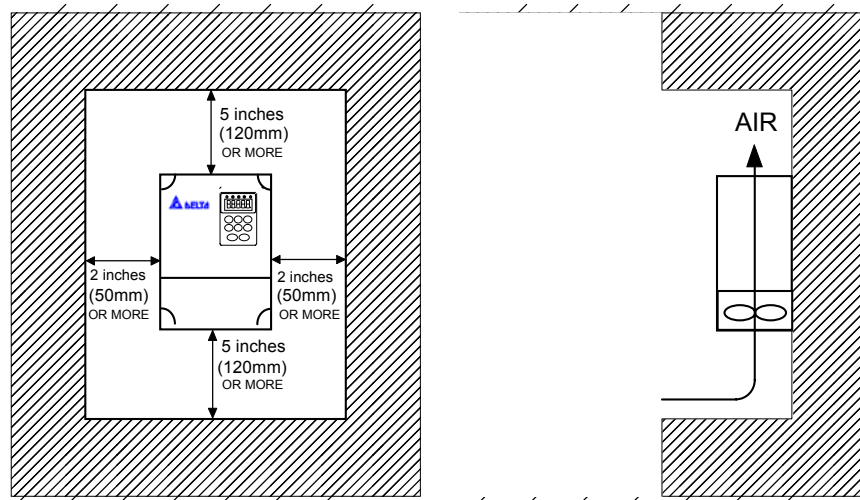 5 inches
(120mm)
OR MORE
DELTA
2 inches
(50mm)
OR MORE
2 inches
(50mm)
OR MORE
5 inches
(120mm)
OR MORE
AIR